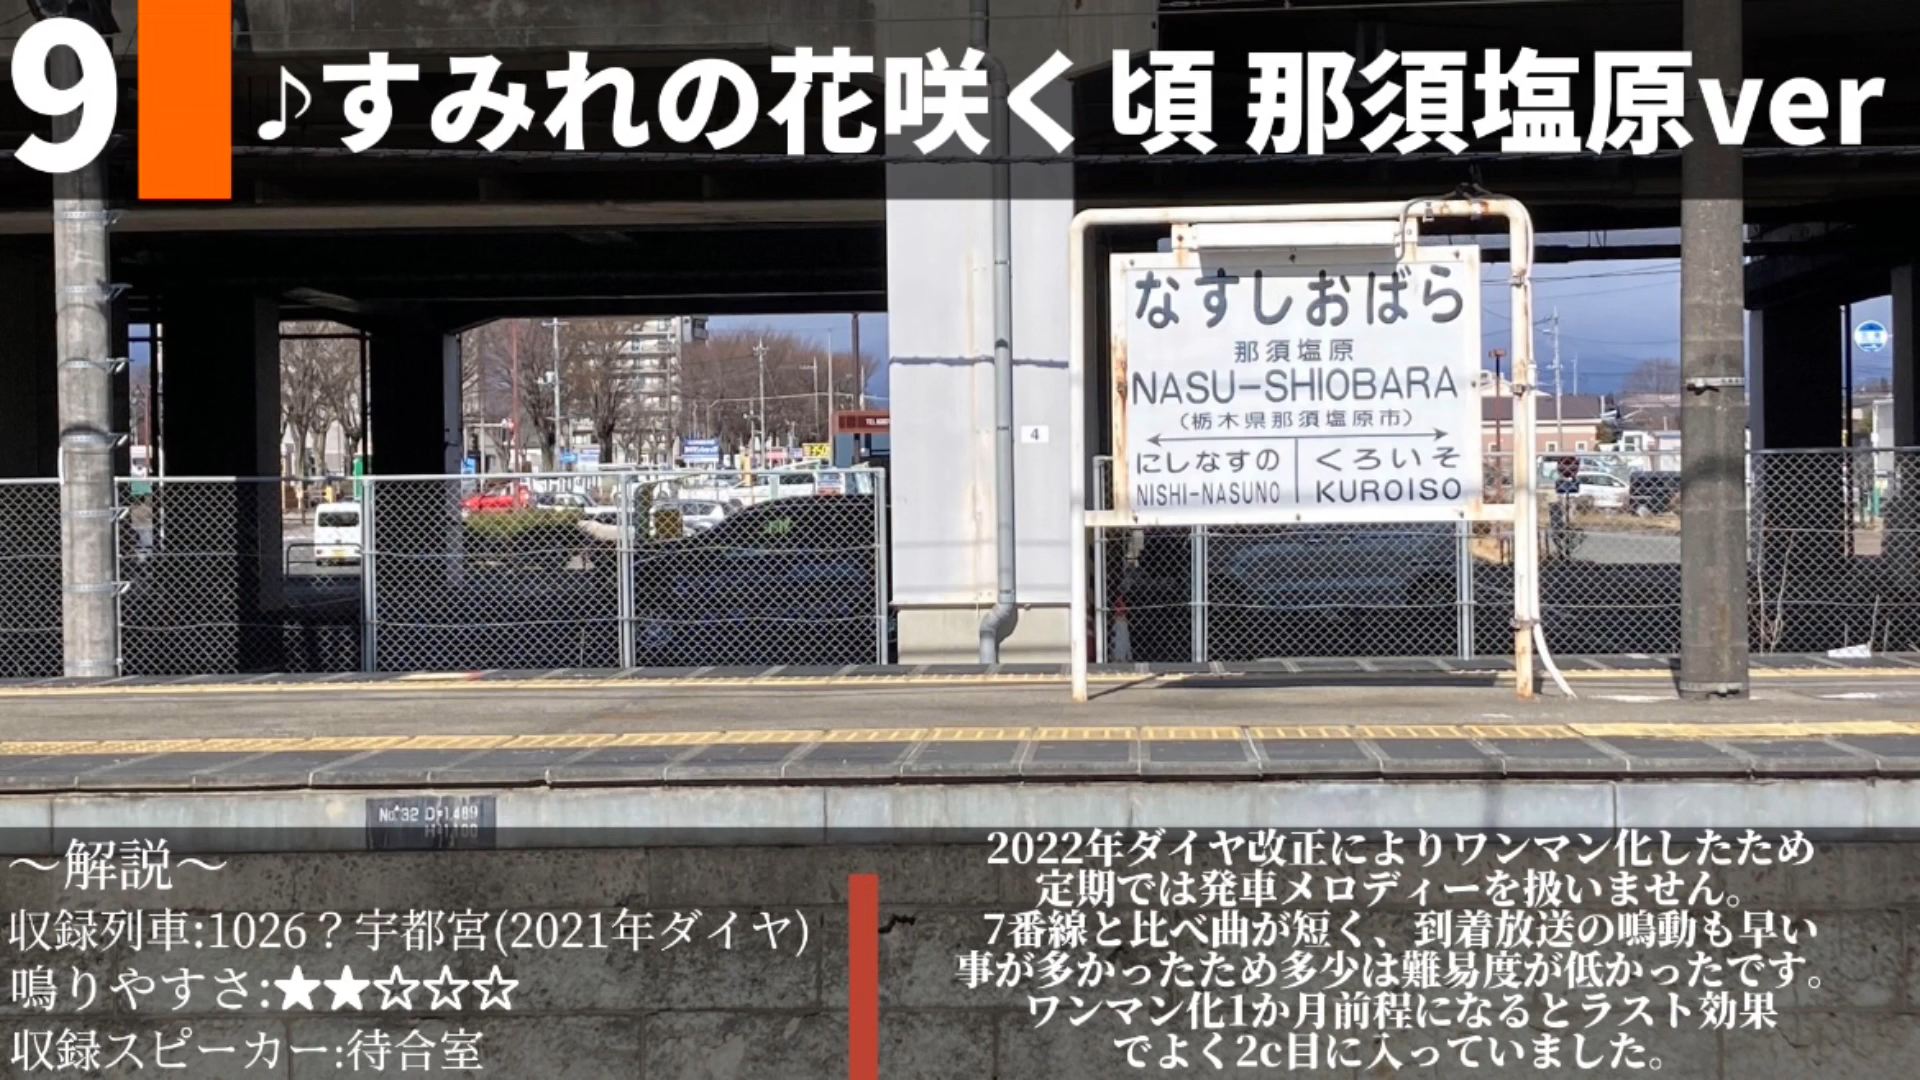 9 ♪すみれの花咲く頃 那須塩原ver
なすしおばら
那須塩原
NASU-SHIOBARA
(栃木県那須塩原市)
にしなすの くろいそ
NISHI-NASUNO KUROISO
4
No.32 D=1.489
H=1.100
～解説～
収録列車:1026？宇都宮(2021年ダイヤ)
鳴りやすさ:★★☆☆☆
収録スピーカー:待合室
2022年ダイヤ改正によりワンマン化したため
定期では発車メロディーを扱いません。
7番線と比べ曲が短く、到着放送の鳴動も早い
事が多かったため多少は難易度が低かったです。
ワンマン化1か月前程になるとラスト効果
でよく2c目に入っていました。